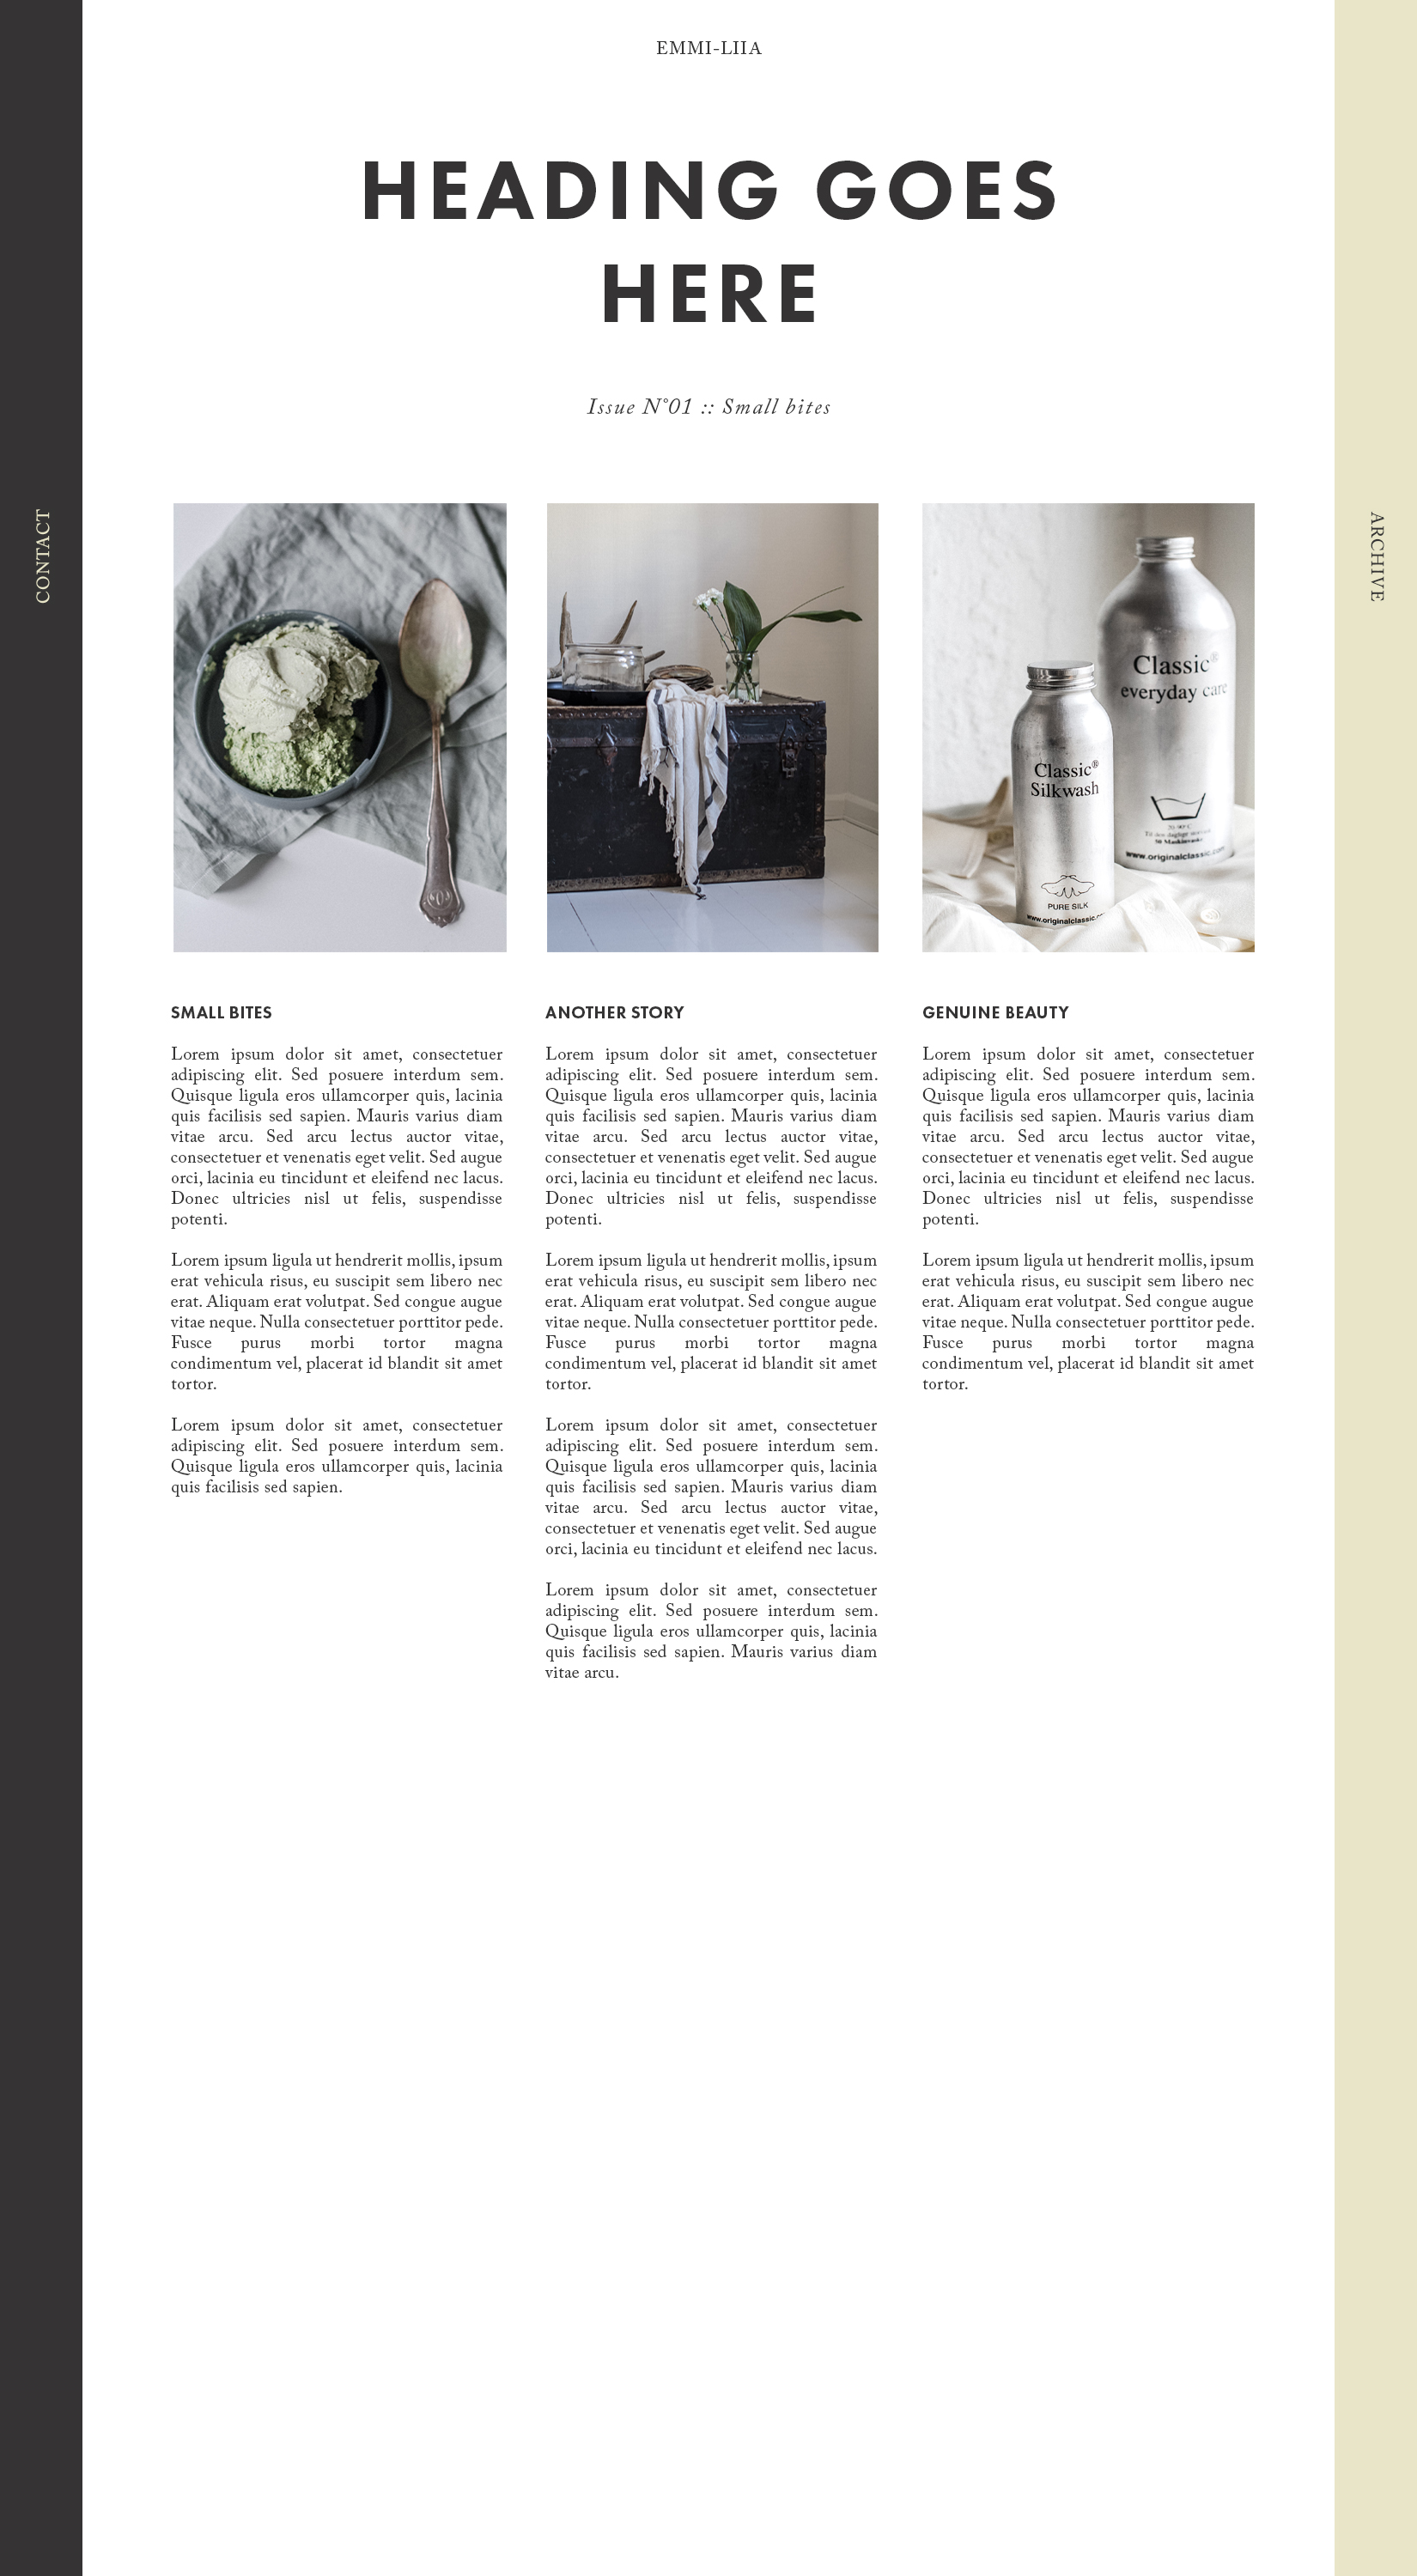 EMMI-LIIA
HEADING GOES
HERE
Issue N°01 :: Small bites
CONTACT
ARCHIVE
Classic®
everyday care
Classic®
Silkwash
50 Maskinvaske
www.originalclassic.com
PURE SILK
www.originalclassic.co
SMALL BITES
Lorem ipsum dolor sit amet, consectetuer
adipiscing elit. Sed posuere interdum sem.
Quisque ligula eros ullamcorper quis, lacinia
quis facilisis sed sapien. Mauris varius diam
vitae arcu. Sed arcu lectus auctor vitae,
consectetuer et venenatis eget velit. Sed augue
orci, lacinia eu tincidunt et eleifend nec lacus.
Donec ultricies nisl ut felis, suspendisse
potenti.
Lorem ipsum ligula ut hendrerit mollis, ipsum
erat vehicula risus, eu suscipit sem libero nec
erat. Aliquam erat volutpat. Sed congue augue
vitae neque. Nulla consectetuer porttitor pede.
Fusce purus morbi tortor magna
condimentum vel, placerat id blandit sit amet
tortor.
Lorem ipsum dolor sit amet, consectetuer
adipiscing elit. Sed posuere interdum sem.
Quisque ligula eros ullamcorper quis, lacinia
quis facilisis sed sapien.
ANOTHER STORY
Lorem ipsum dolor sit amet, consectetuer
adipiscing elit. Sed posuere interdum sem.
Quisque ligula eros ullamcorper quis, lacinia
quis facilisis sed sapien. Mauris varius diam
vitae arcu. Sed arcu lectus auctor vitae,
consectetuer et venenatis eget velit. Sed augue
orci, lacinia eu tincidunt et eleifend nec lacus.
Donec ultricies nisl ut felis, suspendisse
potenti.
Lorem ipsum ligula ut hendrerit mollis, ipsum
erat vehicula risus, eu suscipit sem libero nec
erat. Aliquam erat volutpat. Sed congue augue
vitae neque. Nulla consectetuer porttitor pede.
Fusce purus morbi tortor magna
condimentum vel, placerat id blandit sit amet
tortor.
Lorem ipsum dolor sit amet, consectetuer
adipiscing elit. Sed posuere interdum sem.
Quisque ligula eros ullamcorper quis, lacinia
quis facilisis sed sapien. Mauris varius diam
vitae arcu. Sed arcu lectus auctor vitae,
consectetuer et venenatis eget velit. Sed augue
orci, lacinia eu tincidunt et eleifend nec lacus.
Lorem ipsum dolor sit amet, consectetuer
adipiscing elit. Sed posuere interdum sem.
Quisque ligula eros ullamcorper quis, lacinia
quis facilisis sed sapien. Mauris varius diam
vitae arcu.
GENUINE BEAUTY
Lorem ipsum dolor sit amet, consectetuer
adipiscing elit. Sed posuere interdum sem.
Quisque ligula eros ullamcorper quis, lacinia
quis facilisis sed sapien. Mauris varius diam
vitae arcu. Sed arcu lectus auctor vitae,
consectetuer et venenatis eget velit. Sed augue
orci, lacinia eu tincidunt et eleifend nec lacus.
Donec ultricies nisl ut felis, suspendisse
potenti.
Lorem ipsum ligula ut hendrerit mollis, ipsum
erat vehicula risus, eu suscipit sem libero nec
erat. Aliquam erat volutpat. Sed congue augue
vitae neque. Nulla consectetuer porttitor pede.
Fusce purus morbi tortor magna
condimentum vel, placerat id blandit sit amet
tortor.